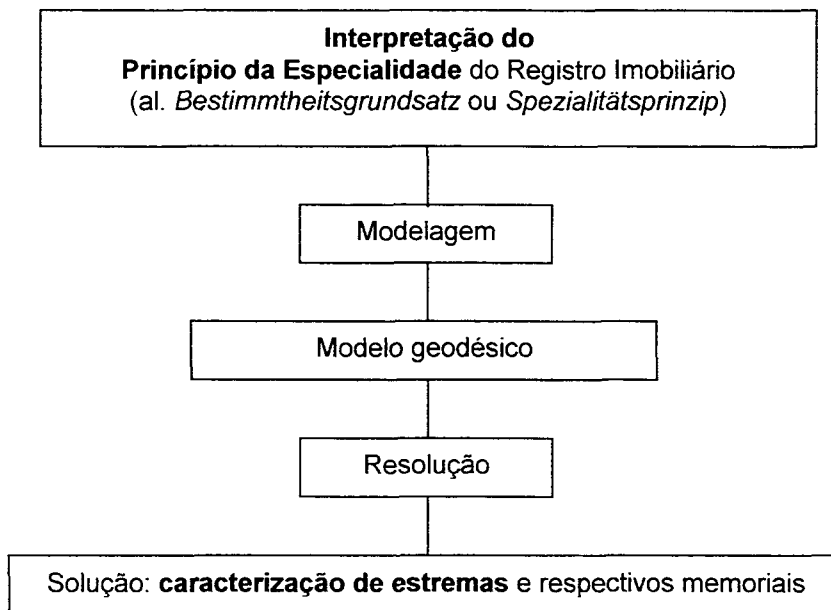 Interpretação do
Princípio da Especialidade do Registro Imobiliário
(al. Bestimmtheitsgrundsatz ou Spezialitätsprinzip)
Modelagem
Modelo geodésico
Resolução
Solução: caracterização de estremas e respectivos memoriais